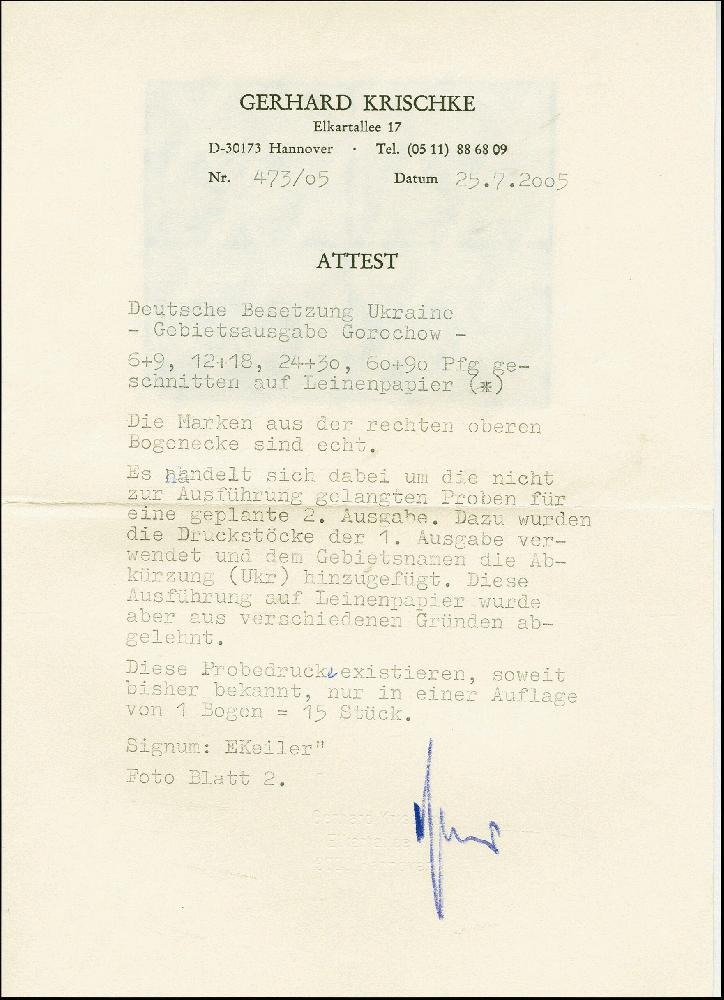 GERHARD KRISCHKE
Elkartallee 17
D-30173 Hannover · Tel. (05 11) 88 68 09
Nr. 473/05 Datum 25.7.2005
ATTEST
Deutsche Besetzung Ukraine
- Gebietsausgabe Gorochow -
6+9, 12+18, 24+30, 60+90 Pfg ge-
schnitten auf Leinenpapier (*)
Die Marken aus der rechten oberen
Bogenecke sind echt.
Es handelt sich dabei um die nicht
zur Ausführung gelangten Proben für
eine geplante 2. Ausgabe. Dazu wurden
die Druckstöcke der 1. Ausgabe ver-
wendet und dem Gebietsnamen die Ab-
kürzung (Ukr) hinzugefügt. Diese
Ausführung auf Leinenpapier wurde
aber aus verschiedenen Gründen ab-
gelehnt.
Diese Probedrucke existieren, soweit
bisher bekannt, nur in einer Auflage
von 1 Bogen = 15 Stück.
Signum: EKeiler"
Foto Blatt 2.
Gerhard